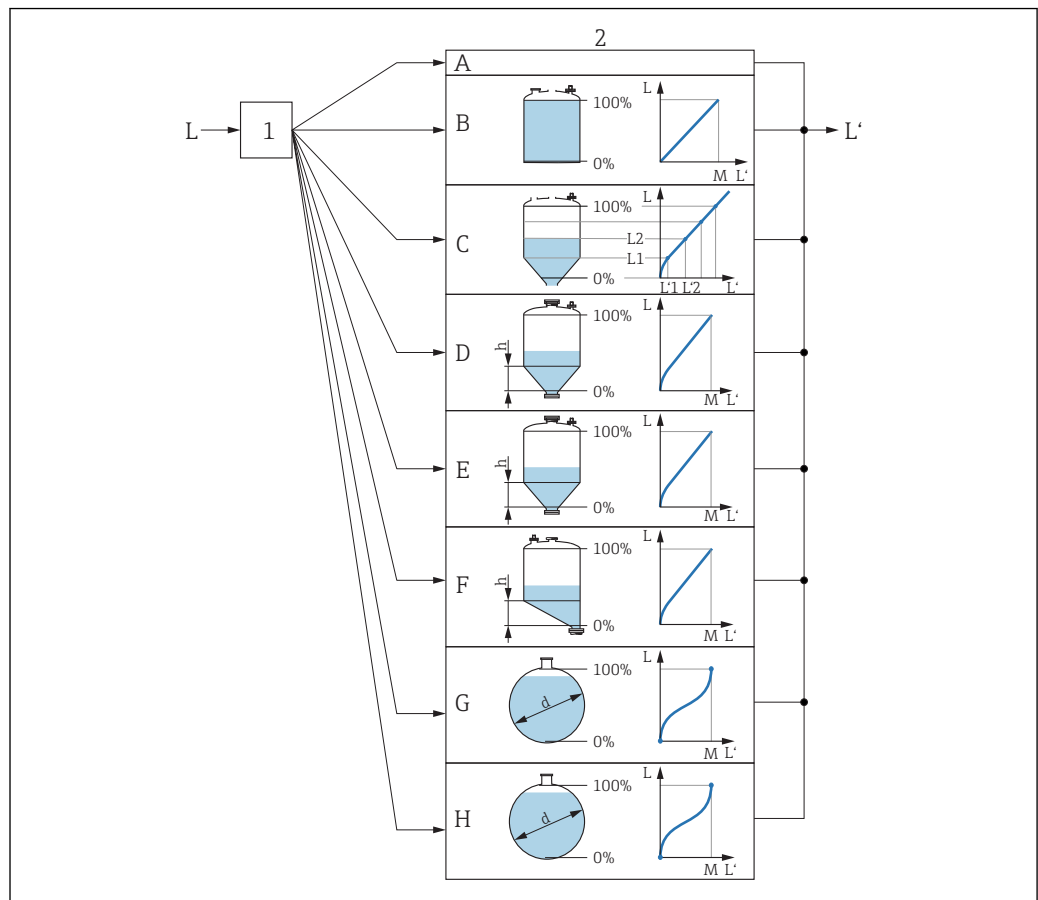 2
A
L 1
B 100% 0% L M L‘ L‘
C 100% 0% L L2 L1 L‘1 L‘2 L‘
D h 100% 0% L M L‘
E h 100% 0% L M L‘
F h 100% 0% L M L‘
G d 100% 0% L M L‘
H d 100% 0% L M L‘